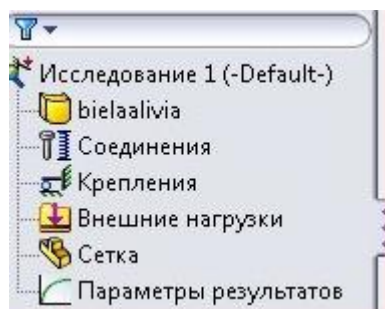 Исследование 1 (-Default-)
bielaalivia
Соединения
Крепления
Внешние нагрузки
Сетка
Параметры результатов